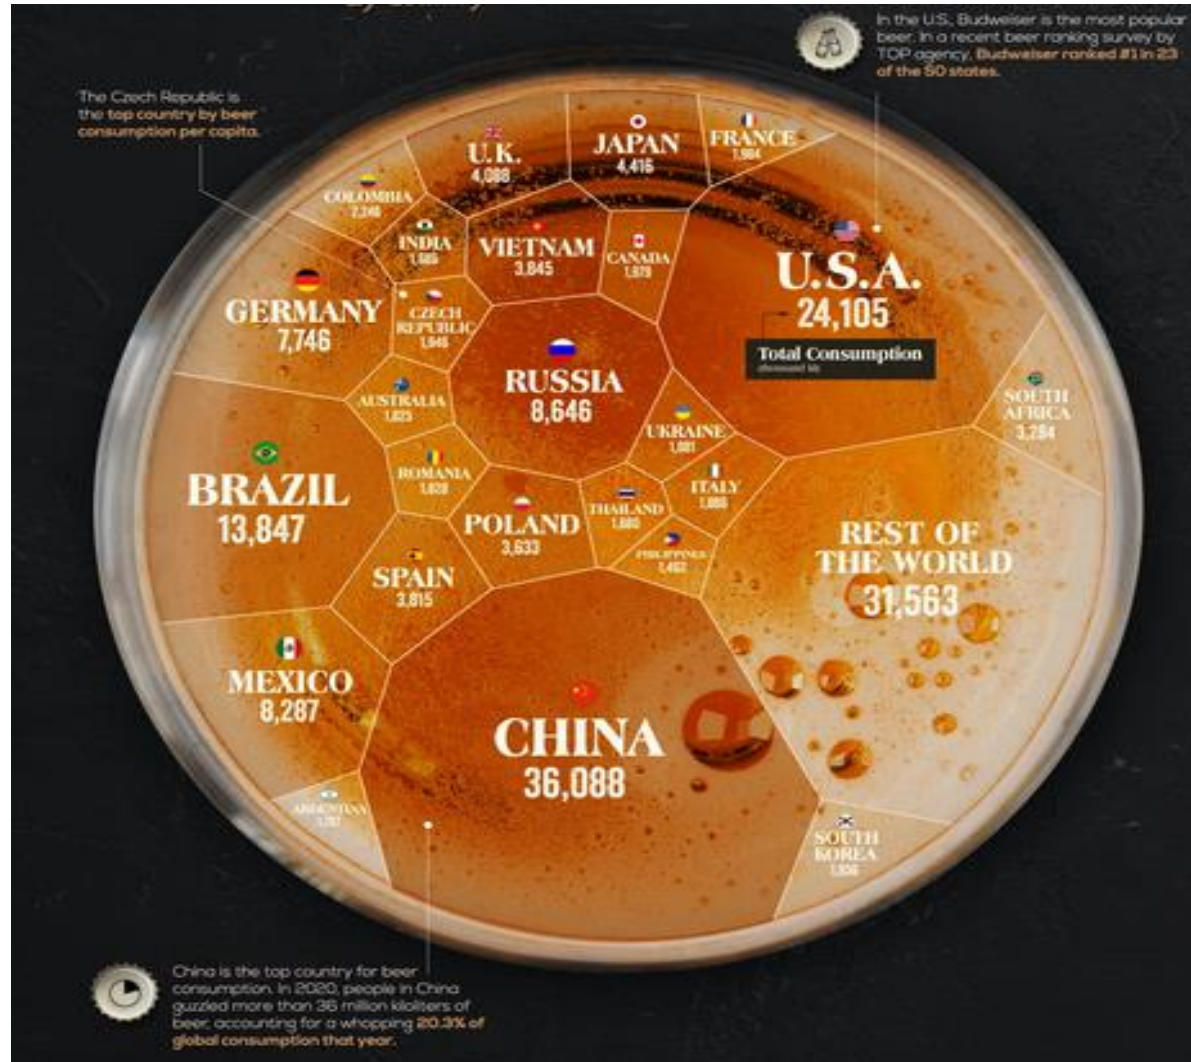 In the U.S., Budweiser is the most popular
beer. In a recent beer ranking survey by
TOP agency, Budweiser ranked #1 in 23
of the 50 states.
The Czech Republic is
the top country by beer
consumption per capita.
U.K.
4,088
JAPAN
4,416
FRANCE
COLOMBIA
INDIA
VIETNAM
3,845
CANADA
U.S.A.
24,105
Total Consumption
GERMANY
7,746
CZECH
REPUBLIC
RUSSIA
8,646
SOUTH
AFRICA
AUSTRALIA
UKRAINE
BRAZIL
13,847
ROMANIA
POLAND
3,633
THAILAND
ITALY
PHILIPPINES
REST OF
THE WORLD
31,563
SPAIN
3,815
MEXICO
8,287
CHINA
36,088
ARGENTINA
SOUTH
KOREA
China is the top country for beer
consumption. In 2020, people in China
guzzled more than 36 million kiloliters of
beer, accounting for a whopping 20.3% of
global consumption that year.